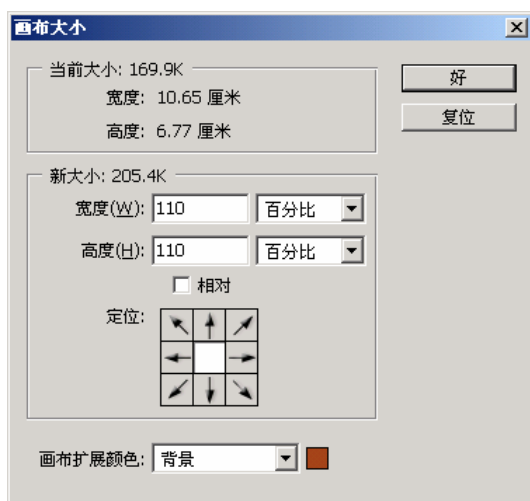 画布大小
当前大小: 169.9K
好
宽度: 10.65 厘米
复位
高度: 6.77 厘米
新大小: 205.4K
宽度(W): 110 百分比
高度(H): 110 百分比
相对
定位:
画布扩展颜色: 背景